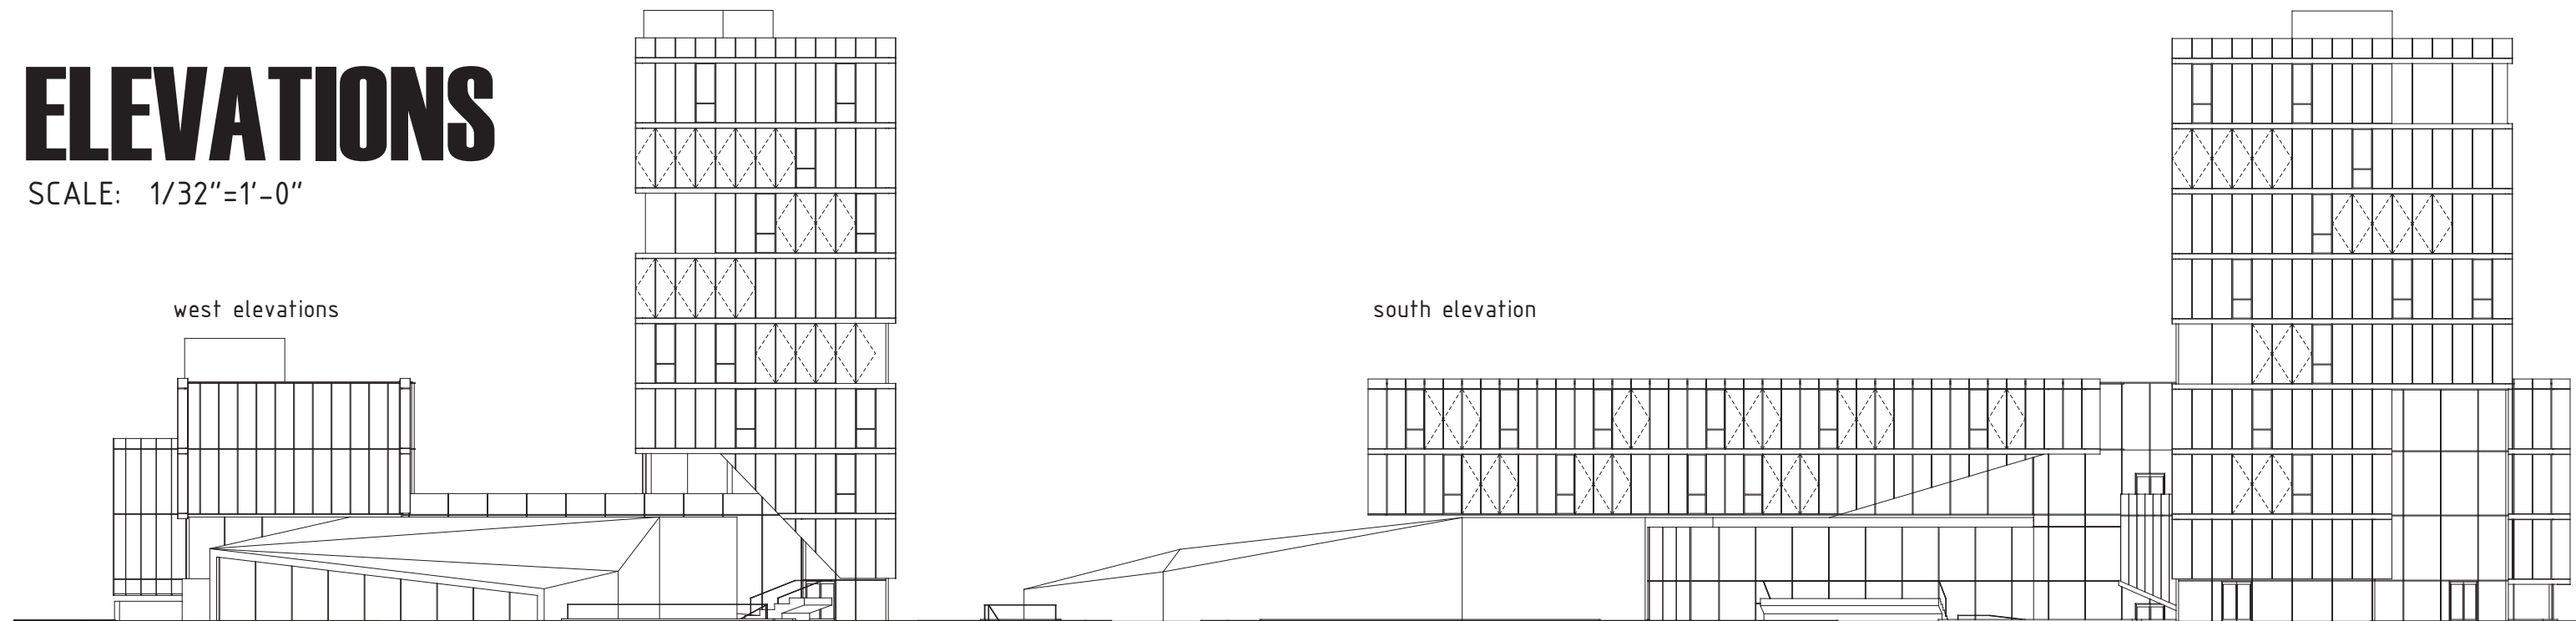 ELEVATIONS
SCALE: 1/32"=1'-0"
west elevations
south elevation